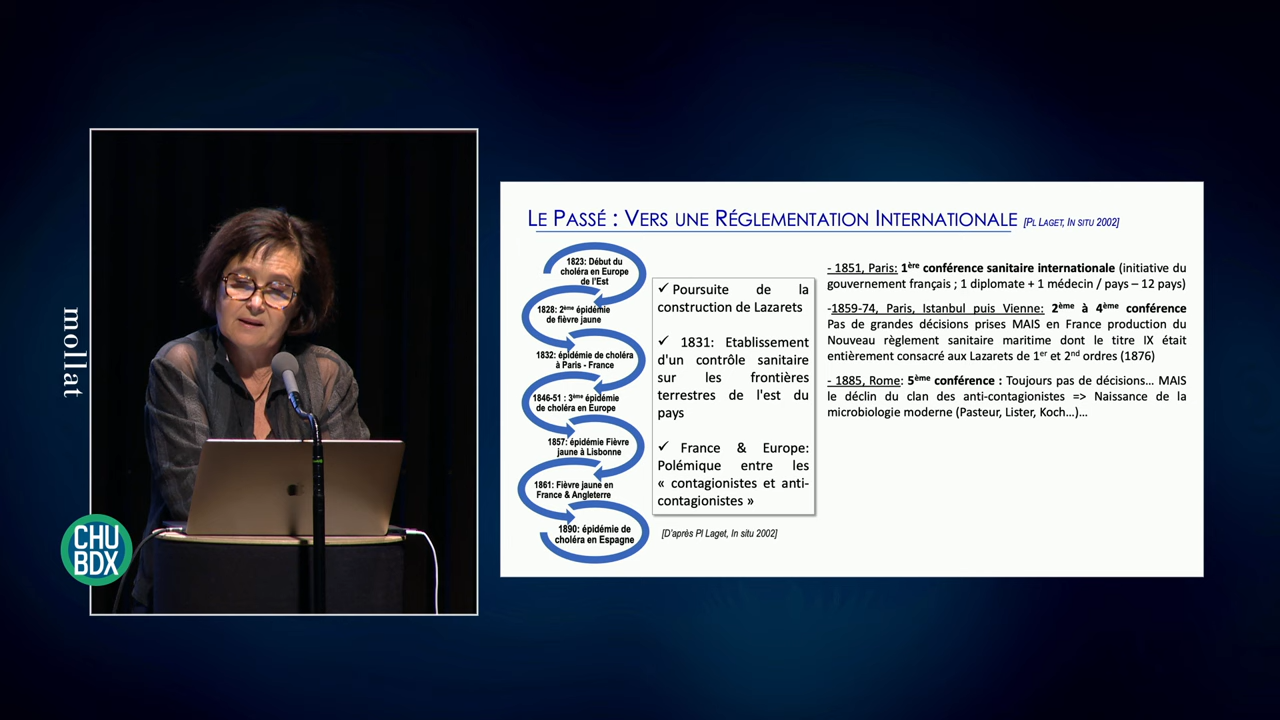 mollat
CHU
BDX
LE PASSÉ : VERS UNE RÉGLEMENTATION INTERNATIONALE [PL LAGET, IN SITU 2002]
1823: Début du
choléra en Europe
de l'Est
1828: 2ème épidémie
de fièvre jaune
1832: épidémie de choléra
à Paris - France
1846-51 : 3ème épidémie
de choléra en Europe
1857: épidémie Fièvre
jaune à Lisbonne
1861: Fièvre jaune en
France & Angleterre
1890: épidémie de
choléra en Espagne
✓ Poursuite de la
construction de Lazarets
✓ 1831: Etablissement
d'un contrôle sanitaire
sur les frontières
terrestres de l'est du
pays
✓ France & Europe:
Polémique entre les
« contagionistes et anti-
contagionistes »
[D'après Pl Laget, In situ 2002]
- 1851, Paris: 1ère conférence sanitaire internationale (initiative du
gouvernement français ; 1 diplomate + 1 médecin / pays – 12 pays)
-1859-74, Paris, Istanbul puis Vienne: 2ème à 4ème conférence
Pas de grandes décisions prises MAIS en France production du
Nouveau règlement sanitaire maritime dont le titre IX était
entièrement consacré aux Lazarets de 1er et 2nd ordres (1876)
- 1885, Rome: 5ème conférence : Toujours pas de décisions... MAIS
le déclin du clan des anti-contagionistes => Naissance de la
microbiologie moderne (Pasteur, Lister, Koch...)...